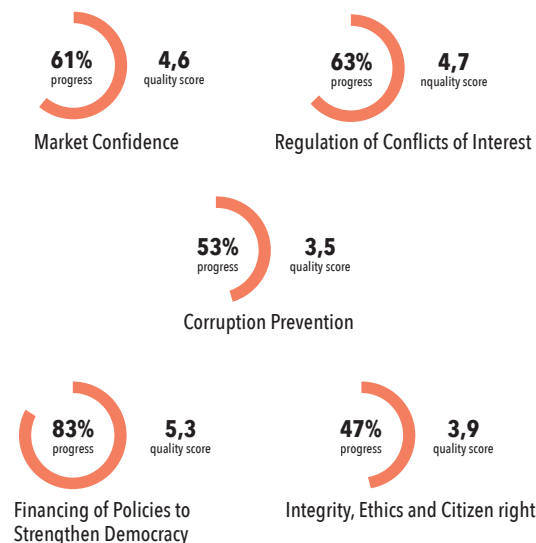 61%
progress
4,6
quality score
Market Confidence
63%
progress
4,7
nquality score
Regulation of Conflicts of Interest
53%
progress
3,5
quality score
Corruption Prevention
83%
progress
5,3
quality score
Financing of Policies to
Strengthen Democracy
47%
progress
3,9
quality score
Integrity, Ethics and Citizen right